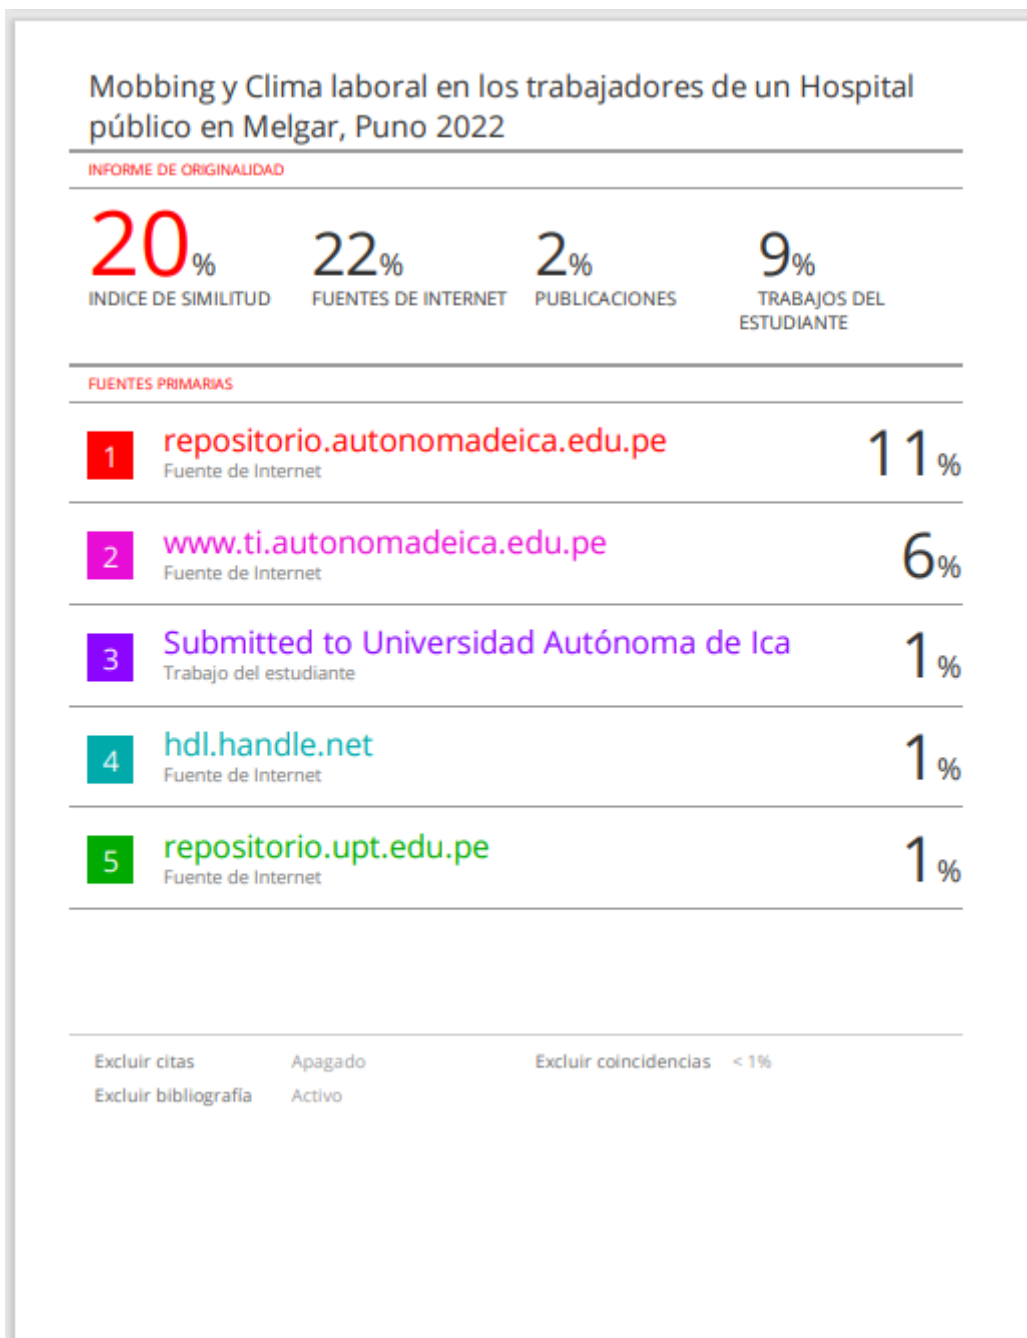 Mobbing y Clima laboral en los trabajadores de un Hospital
público en Melgar, Puno 2022
INFORME DE ORIGINALIDAD
20% 22% 2% 9%
INDICE DE SIMILITUD FUENTES DE INTERNET PUBLICACIONES TRABAJOS DEL
ESTUDIANTE
FUENTES PRIMARIAS
1 repositorio.autonomadeica.edu.pe 11%
Fuente de Internet
2 www.ti.autonomadeica.edu.pe 6%
Fuente de Internet
3 Submitted to Universidad Autónoma de Ica 1%
Trabajo del estudiante
4 hdl.handle.net 1%
Fuente de Internet
5 repositorio.upt.edu.pe 1%
Fuente de Internet
Excluir citas Apagado Excluir coincidencias < 1%
Excluir bibliografía Activo